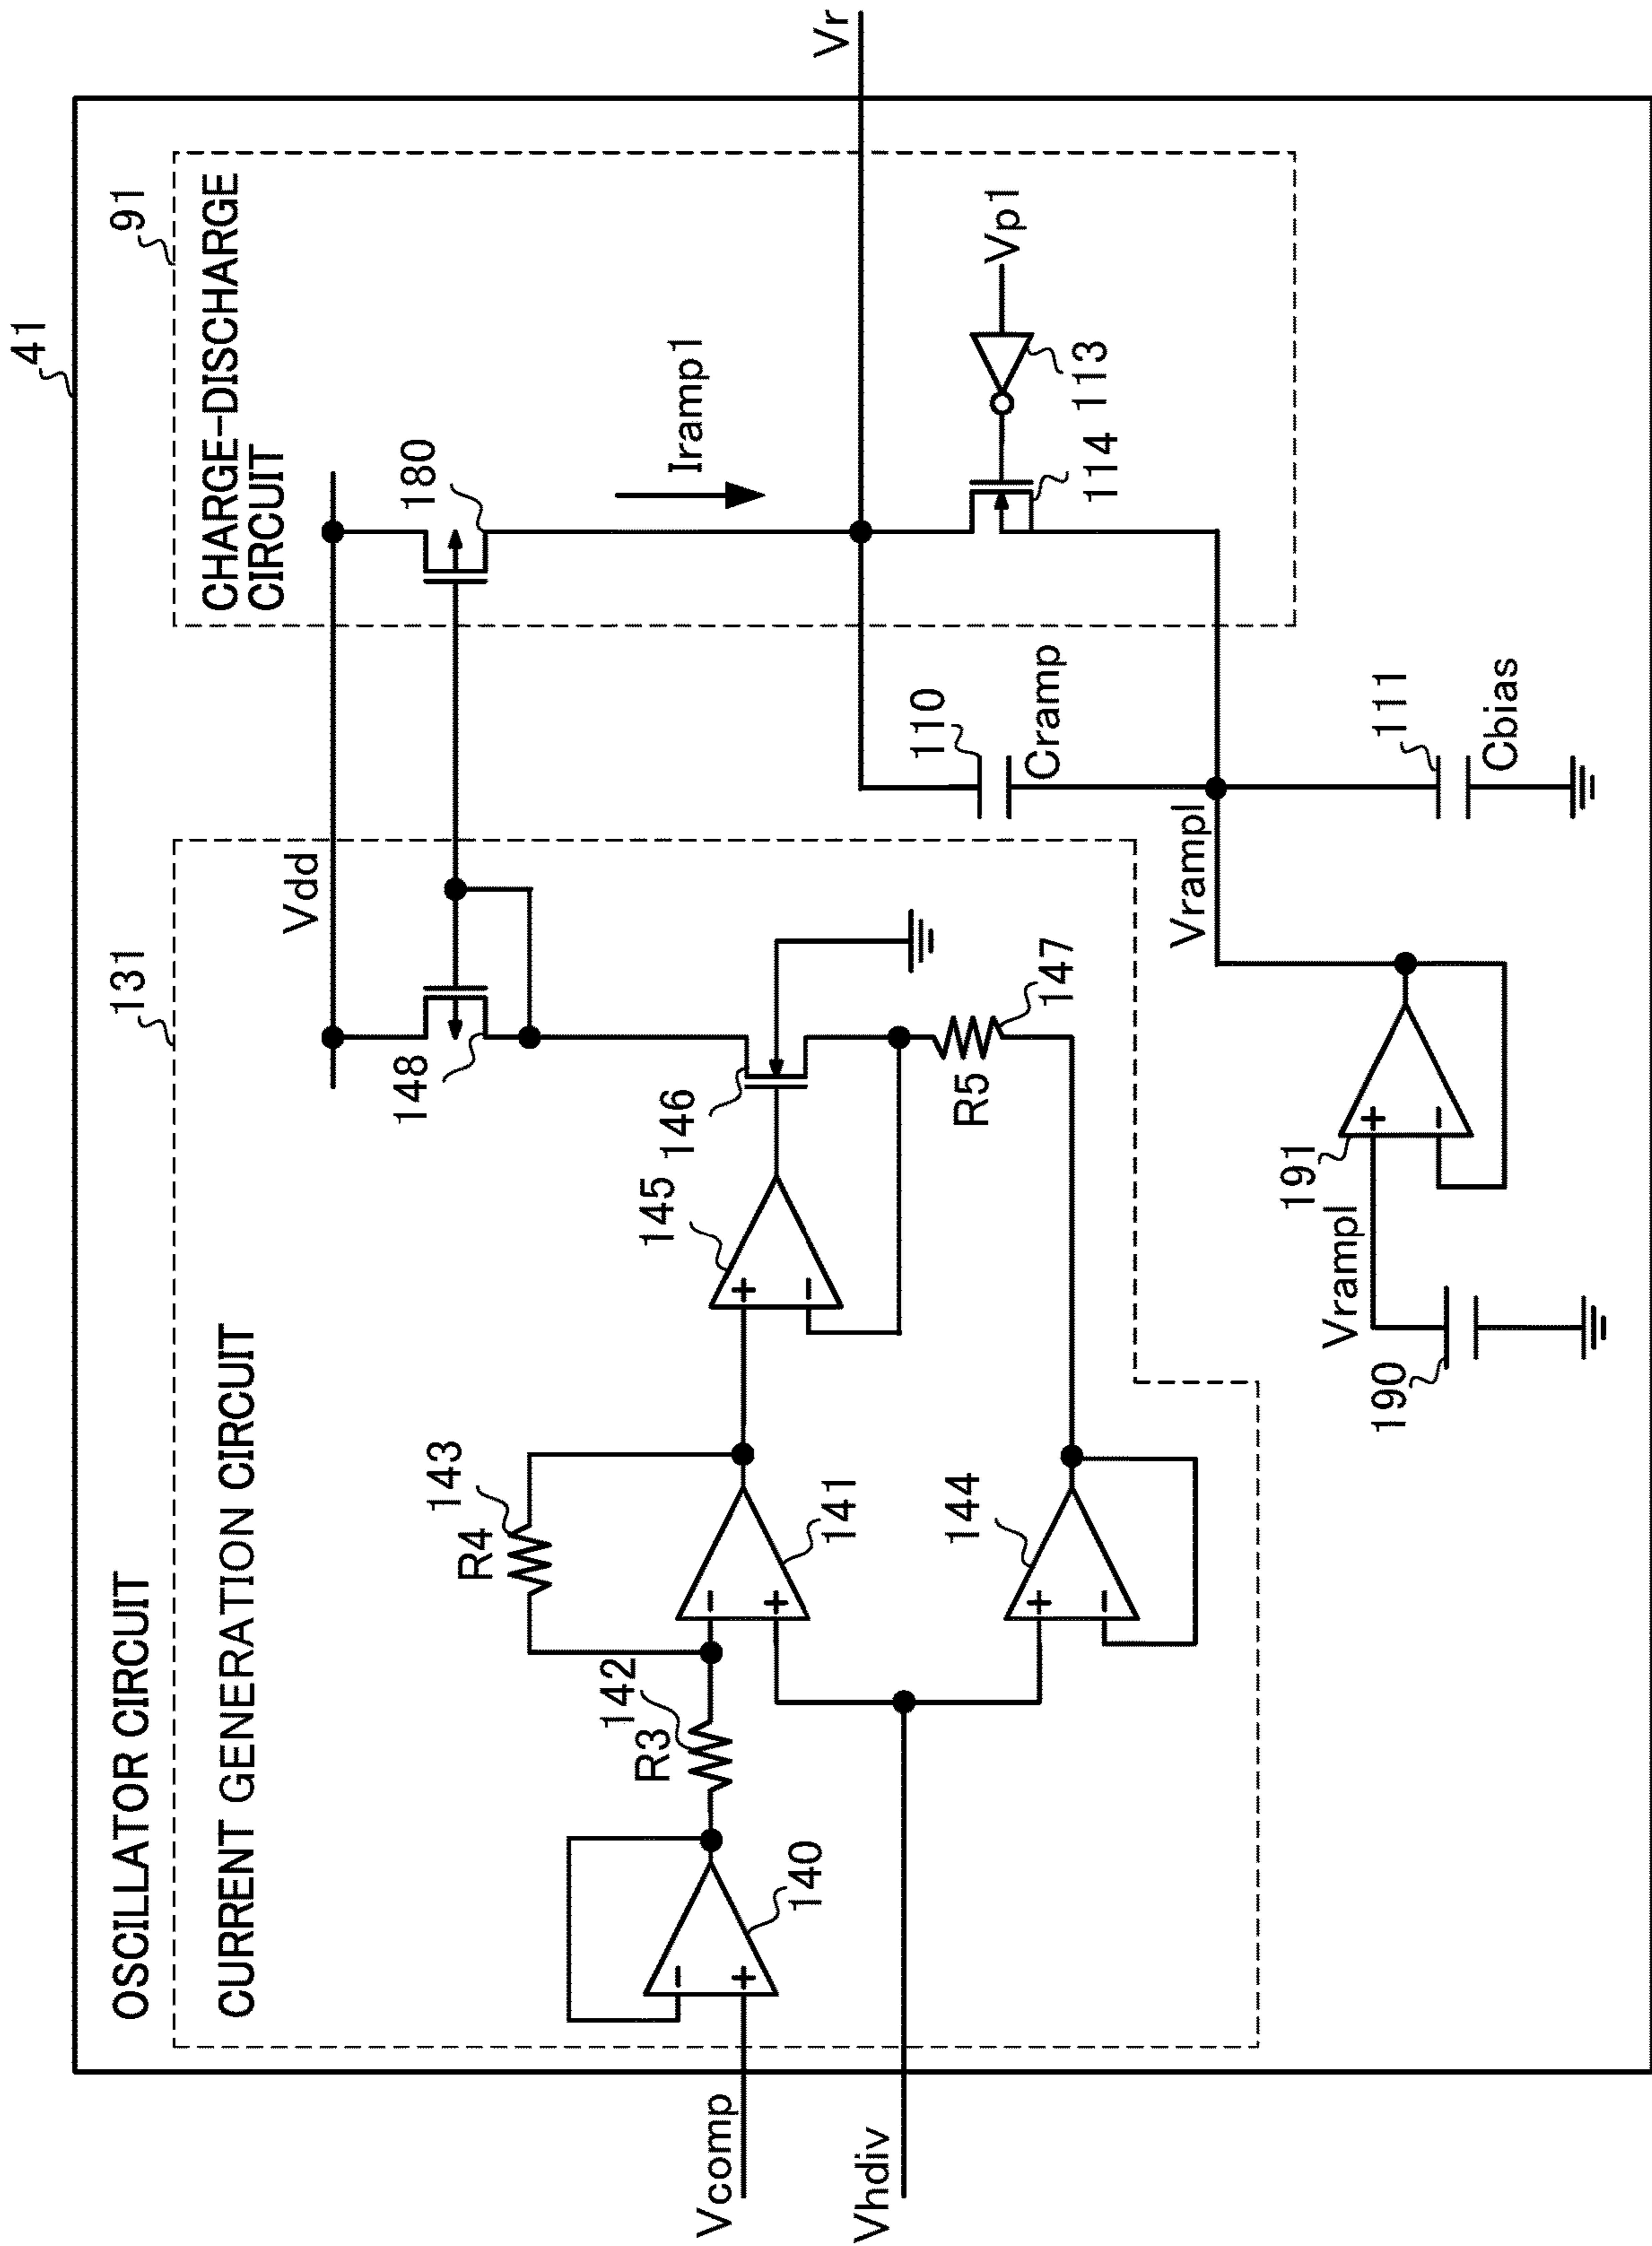 41
OSCILLATOR CIRCUIT
131
91
CURRENT GENERATION CIRCUIT
CHARGE-DISCHARGE
CIRCUIT
Vdd
148
180
Irampl1
R4
143
R3
142
145
146
Vcomp
140
-
+
-
+
141
+
-
Vr
Vhdiv
144
+
-
R5
147
110
Cramp
114
113
Vp1
Vrampl
Vrampl
191
+
-
190
111
Cbias